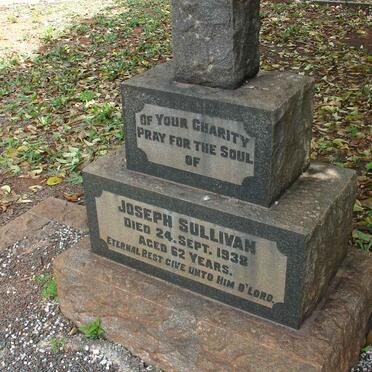 OF YOUR CHARITY
PRAY FOR THE SOUL
OF
JOSEPH SULLIVAN
DIED 24. SEPT. 1938
AGED 62 YEARS.
ETERNAL REST GIVE UNTO HIM O'LORD.